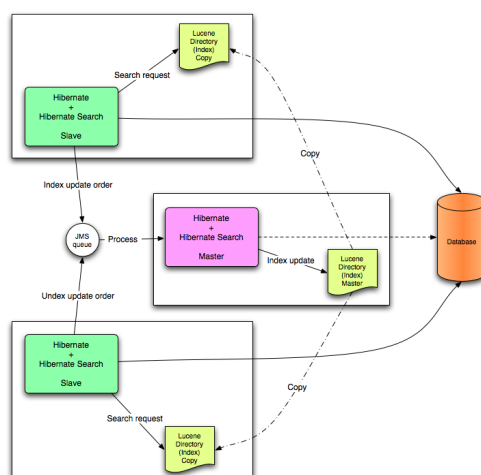 Lucene
Directory
(Index)
Copy
Search request
Hibernate
+
Hibernate Search
Slave
Copy
Index update order
Hibernate
+
Hibernate Search
Master
JMS
queue
Process
Index update
Lucene
Directory
(Index)
Master
Database
Undex update order
Hibernate
+
Hibernate Search
Slave
Copy
Search request
Lucene
Directory
(Index)
Copy